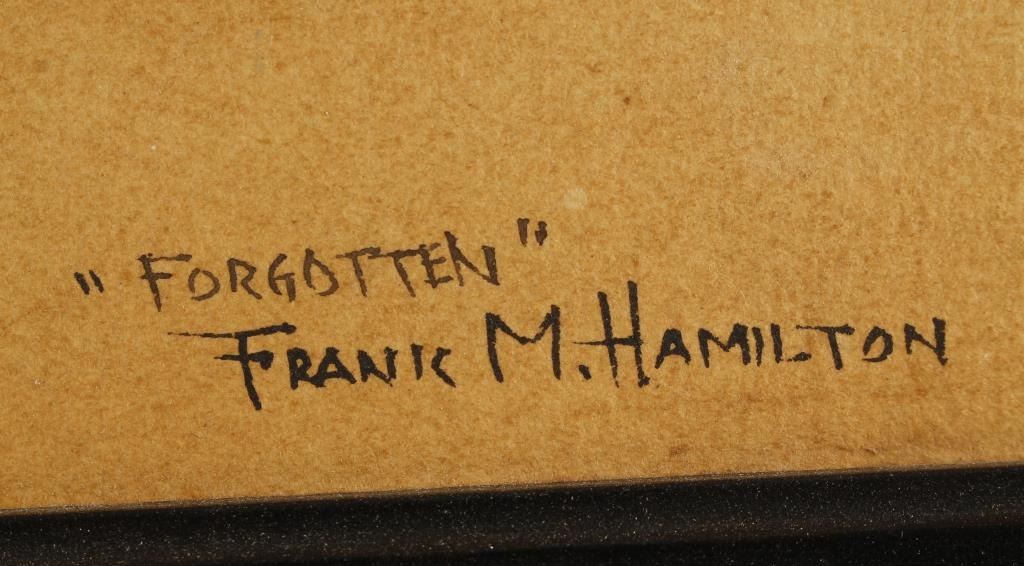 "FORGOTTEN"
FRANK M. HAMILTON